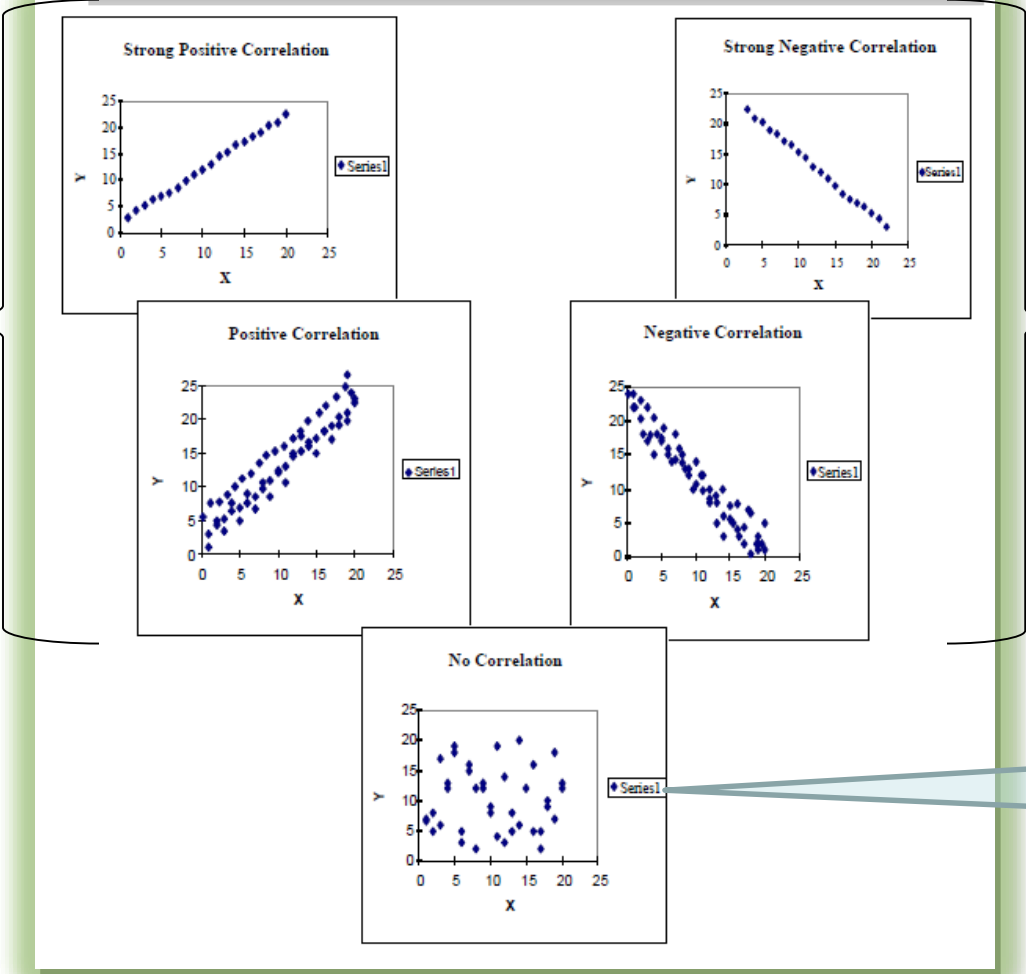 Strong Positive Correlation
25
20
15
10
5
0
0 5 10 15 20 25
Y
X
Series1
Strong Negative Correlation
25
20
15
10
5
0
0 5 10 15 20 25
Y
X
Series1
Positive Correlation
25
20
15
10
5
0
0 5 10 15 20 25
Y
X
Series1
Negative Correlation
25
20
15
10
5
0
0 5 10 15 20 25
Y
X
Series1
No Correlation
25
20
15
10
5
0
0 5 10 15 20 25
Y
X
Series1